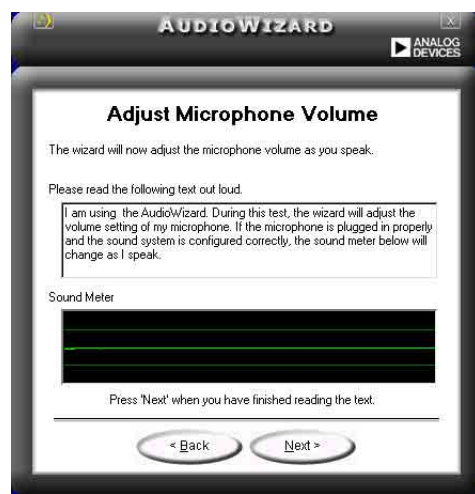 AUDIOWIZARD
X
ANALOG
DEVICES
Adjust Microphone Volume
The wizard will now adjust the microphone volume as you speak.
Please read the following text out loud.
I am using the AudioWizard. During this test, the wizard will adjust the
volume setting of my microphone. If the microphone is plugged in properly
and the sound system is configured correctly, the sound meter below will
change as I speak.
Sound Meter
Press 'Next' when you have finished reading the text.
< Back
Next >